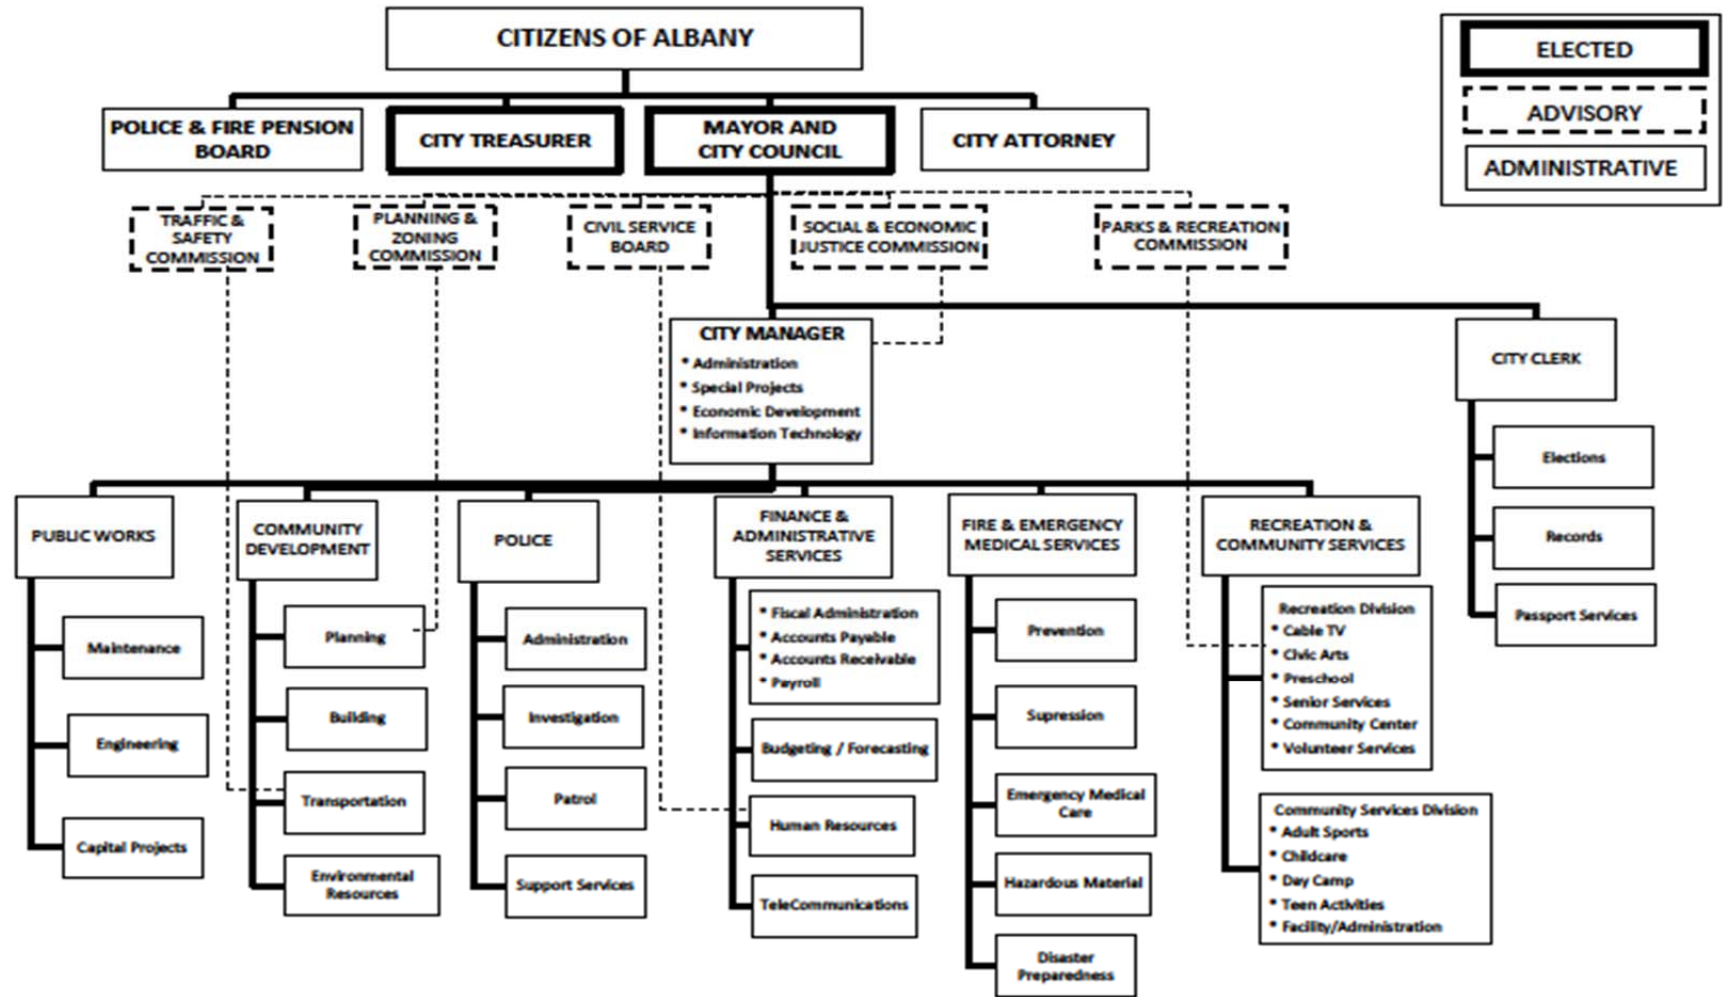 CITIZENS OF ALBANY
ELECTED
ADVISORY
ADMINISTRATIVE
POLICE & FIRE PENSION
BOARD
CITY TREASURER
MAYOR AND
CITY COUNCIL
CITY ATTORNEY
TRAFFIC &
SAFETY
COMMISSION
PLANNING &
ZONING
COMMISSION
CIVIL SERVICE
BOARD
SOCIAL & ECONOMIC
JUSTICE COMMISSION
PARKS & RECREATION
COMMISSION
CITY MANAGER
* Administration
* Special Projects
* Economic Development
* Information Technology
CITY CLERK
Elections
Records
Passport Services
PUBLIC WORKS
Maintenance
Engineering
Capital Projects
COMMUNITY
DEVELOPMENT
Planning
Building
Transportation
Environmental
Resources
POLICE
Administration
Investigation
Patrol
Support Services
FINANCE &
ADMINISTRATIVE
SERVICES
* Fiscal Administration
* Accounts Payable
* Accounts Receivable
* Payroll
Budgeting / Forecasting
Human Resources
TeleCommunications
FIRE & EMERGENCY
MEDICAL SERVICES
Prevention
Supression
Emergency Medical
Care
Hazardous Material
Disaster
Preparedness
RECREATION &
COMMUNITY SERVICES
Recreation Division
* Cable TV
* Civic Arts
* Preschool
* Senior Services
* Community Center
* Volunteer Services
Community Services Division
* Adult Sports
* Childcare
* Day Camp
* Teen Activities
* Facility/Administration